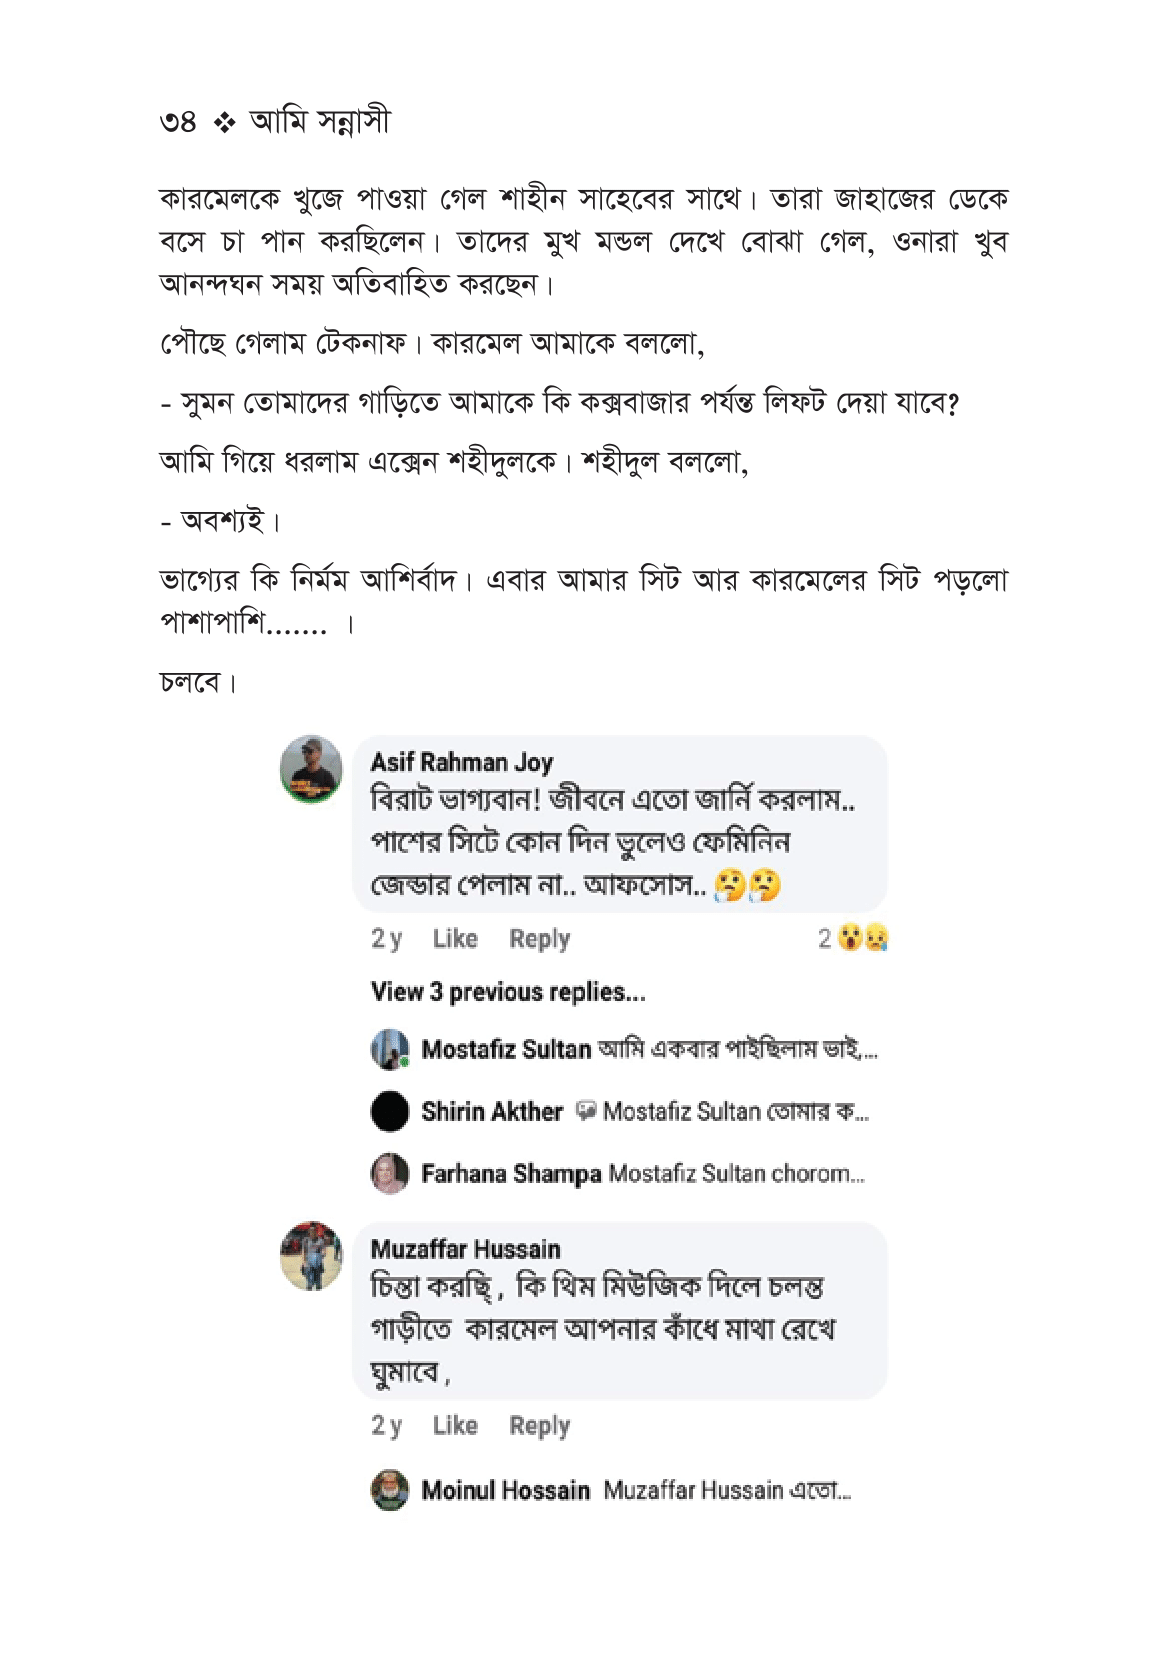 ৩৪ ❖ আমি সন্নাসী
কারমেলকে খুজে পাওয়া গেল শাহীন সাহেবের সাথে। তারা জাহাজের ডেকে
বসে চা পান করছিলেন। তাদের মুখ মন্ডল দেখে বোঝা গেল, ওনারা খুব
আনন্দঘন সময় অতিবাহিত করছেন।
পৌছে গেলাম টেকনাফ। কারমেল আমাকে বললো,
- সুমন তোমাদের গাড়িতে আমাকে কি কক্সবাজার পর্যন্ত লিফট দেয়া যাবে?
আমি গিয়ে ধরলাম এক্সেন শহীদুলকে। শহীদুল বললো,
- অবশ্যই।
ভাগ্যের কি নির্মম আশির্বাদ। এবার আমার সিট আর কারমেলের সিট পড়লো
পাশাপাশি....... ।
চলবে।
Asif Rahman Joy
বিরাট ভাগ্যবান! জীবনে এতো জার্নি করলাম..
পাশের সিটে কোন দিন ভুলেও ফেমিনিন
জেন্ডার পেলাম না.. আফসোস.. 🤔🤔
2 y Like Reply 2 😮😢
View 3 previous replies...
Mostafiz Sultan আমি একবার পাইছিলাম ভাই,...
Shirin Akther Mostafiz Sultan তোমার ক...
Farhana Shampa Mostafiz Sultan chorom...
Muzaffar Hussain
চিন্তা করছি্ , কি থিম মিউজিক দিলে চলন্ত
গাড়ীতে কারমেল আপনার কাঁধে মাথা রেখে
ঘুমাবে ,
2 y Like Reply
Moinul Hossain Muzaffar Hussain এতো...